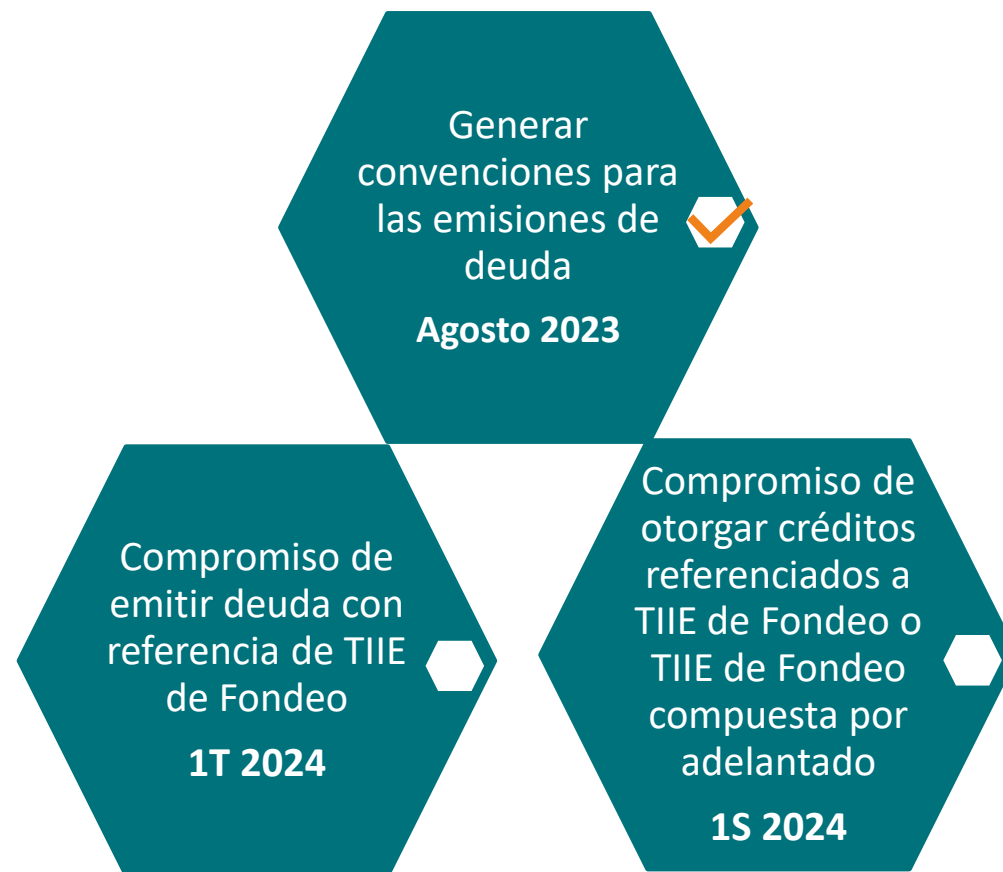 Generar
convenciones para
las emisiones de
deuda
Agosto 2023
Compromiso de
emitir deuda con
referencia de TIIE
de Fondeo
1T 2024
Compromiso de
otorgar créditos
referenciados a
TIIE de Fondeo o
TIIE de Fondeo
compuesta por
adelantado
1S 2024